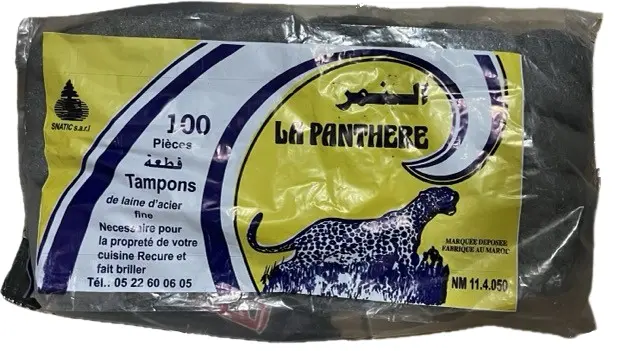 SNATIC s.a.r.l
100
Pièces
قطعة
Tampons
de laine d'acier
fine
Necessaire pour
la propreté de votre
cuisine Recure et
fait briller
Tél.. 05 22 60 06 05
النمر
LA PANTHERE
MARQUEE DEPOSEE
FABRIQUE AU MAROC
NM 11.4.050